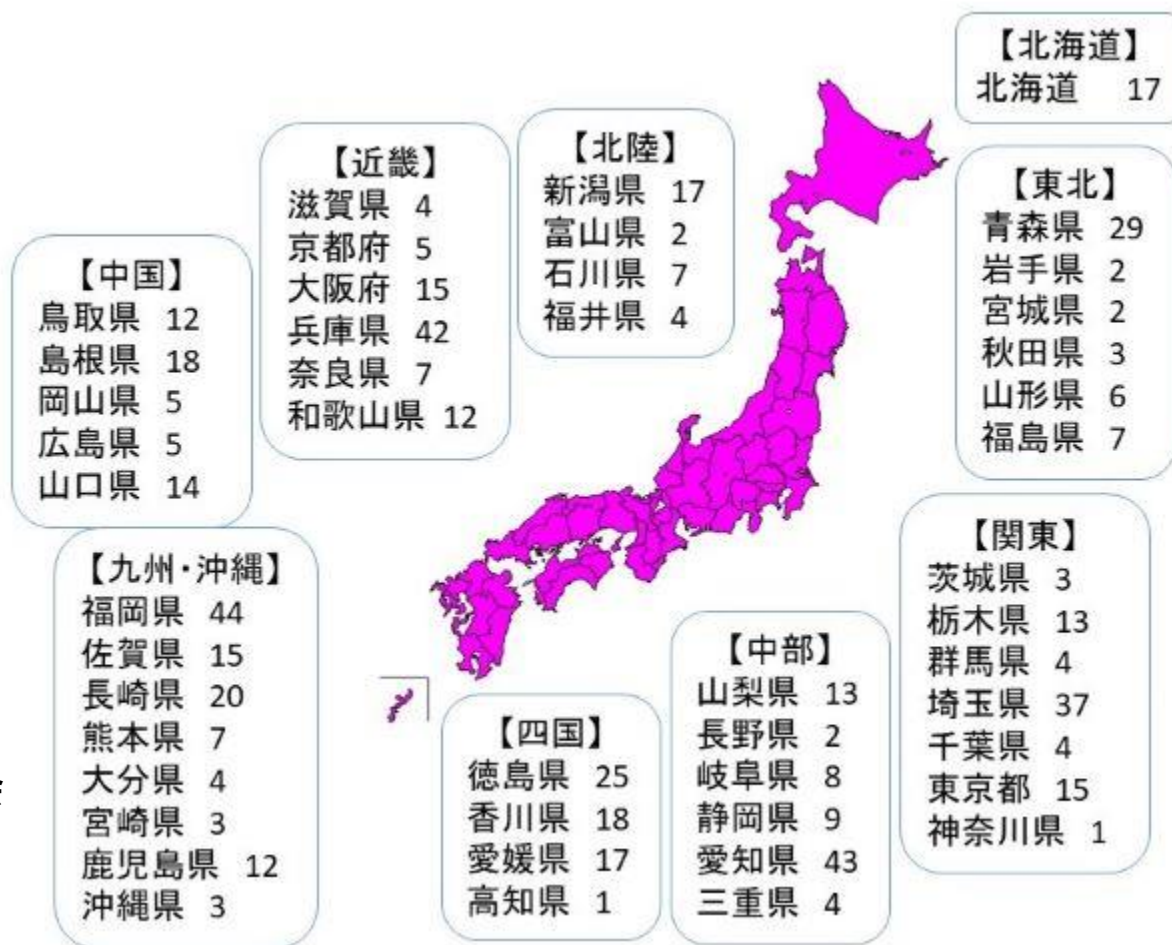 【北海道】
北海道 17
【東北】
青森県 29
岩手県 2
宮城県 2
秋田県 3
山形県 6
福島県 7
【関東】
茨城県 3
栃木県 13
群馬県 4
埼玉県 37
千葉県 4
東京都 15
神奈川県 1
【北陸】
新潟県 17
富山県 2
石川県 7
福井県 4
【中部】
山梨県 13
長野県 2
岐阜県 8
静岡県 9
愛知県 43
三重県 4
【近畿】
滋賀県 4
京都府 5
大阪府 15
兵庫県 42
奈良県 7
和歌山県 12
【中国】
鳥取県 12
島根県 18
岡山県 5
広島県 5
山口県 14
【四国】
徳島県 25
香川県 18
愛媛県 17
高知県 1
【九州・沖縄】
福岡県 44
佐賀県 15
長崎県 20
熊本県 7
大分県 4
宮崎県 3
鹿児島県 12
沖縄県 3